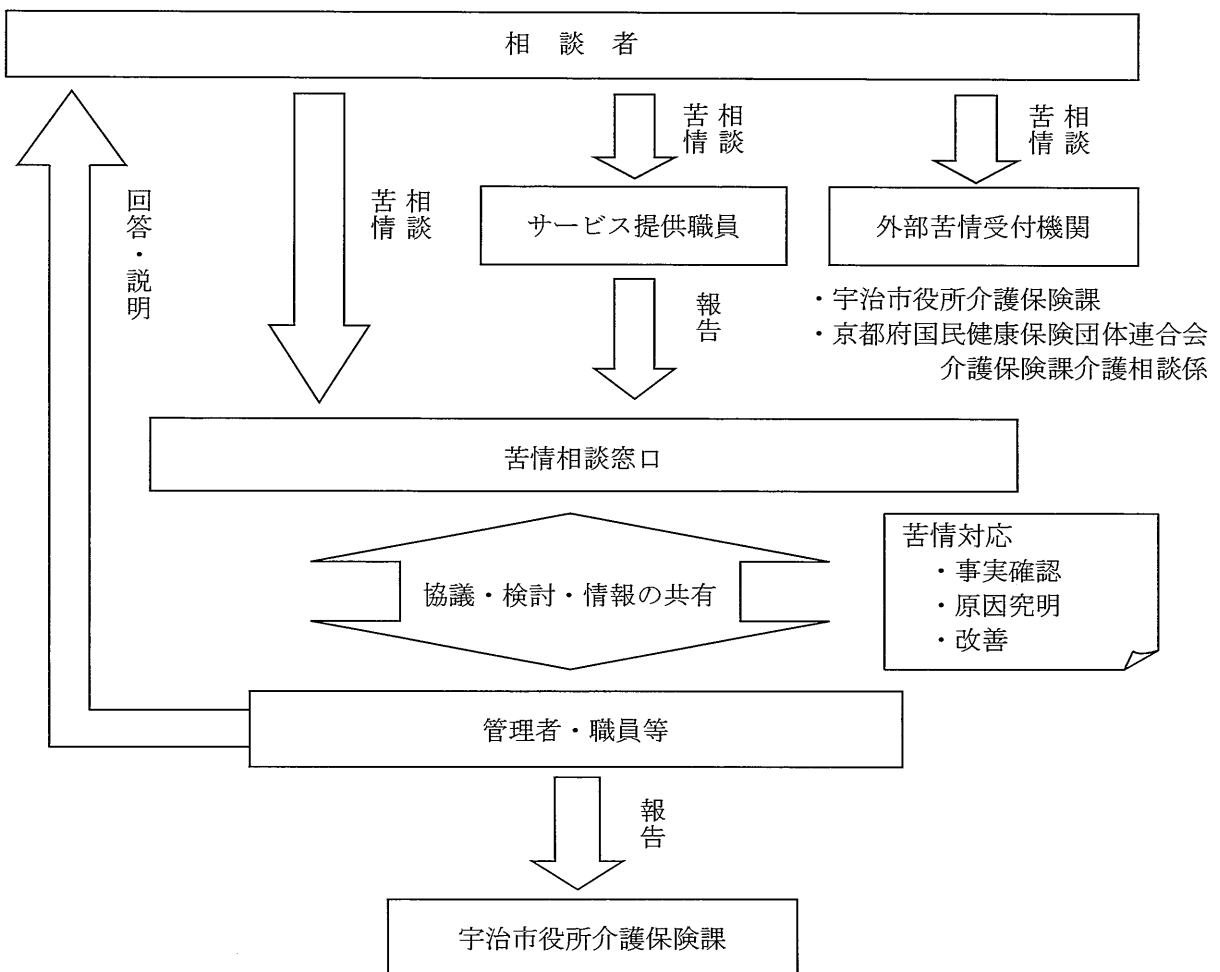 相談者
相談
苦情
相談
苦情
相談
苦情
回答・説明
サービス提供職員
外部苦情受付機関
報告
・宇治市役所介護保険課
・京都府国民健康保険団体連合会
介護保険課介護相談係
苦情相談窓口
協議・検討・情報の共有
苦情対応
・事実確認
・原因究明
・改善
管理者・職員等
報告
宇治市役所介護保険課